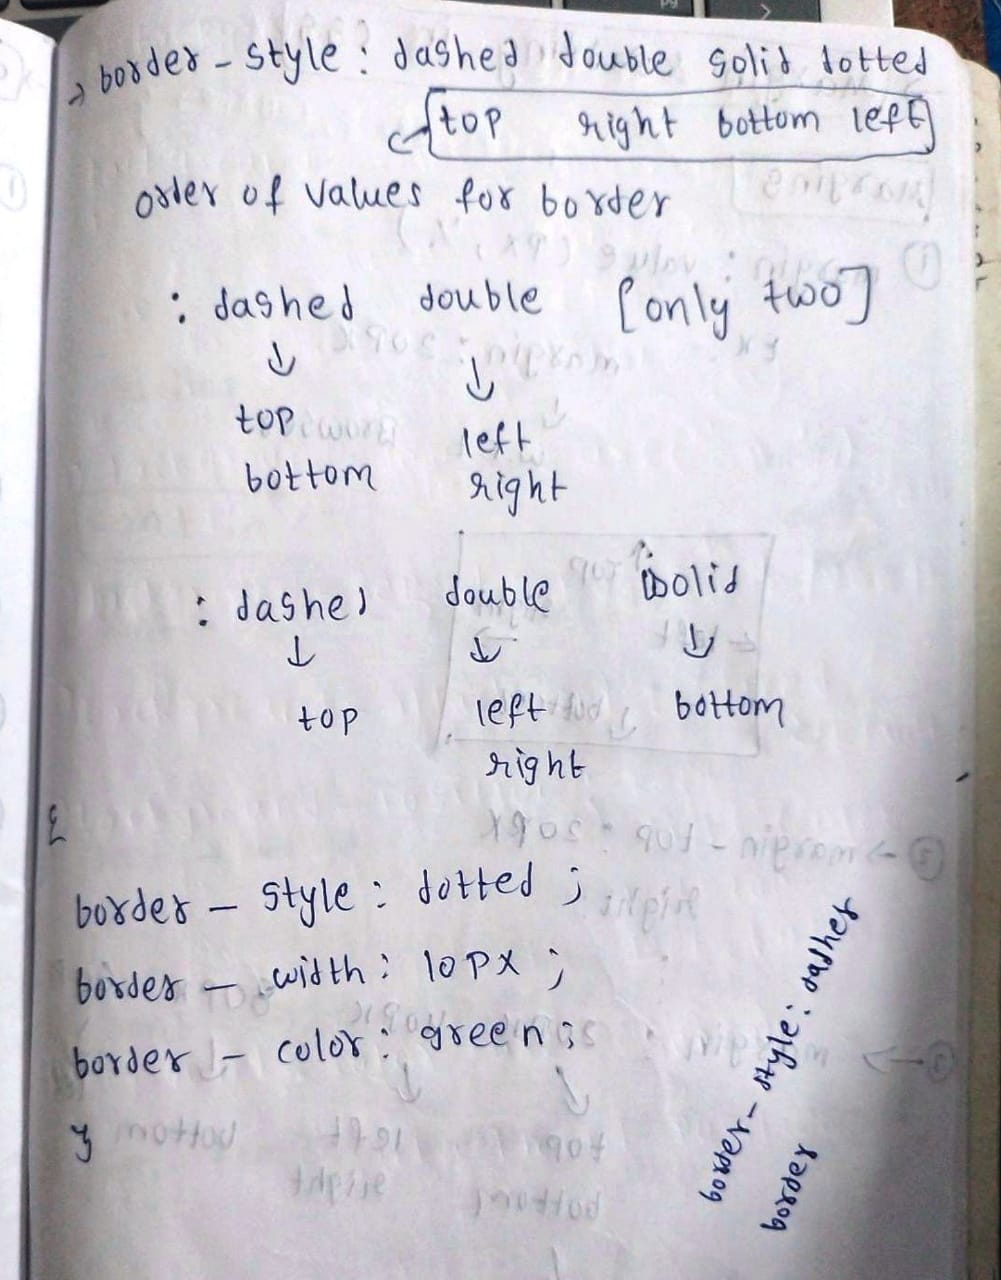 → border - style : dashed double solid dotted
[top right bottom left]
order of values for border
: dashed double [only two]
↓ ↓
top left
bottom right
: dashed double solid
↓ ↓ ↓
top left bottom
right
{
border - style : dotted ;
border - width : 10px ;
border - color : green ;
}
border - style : dashes
border